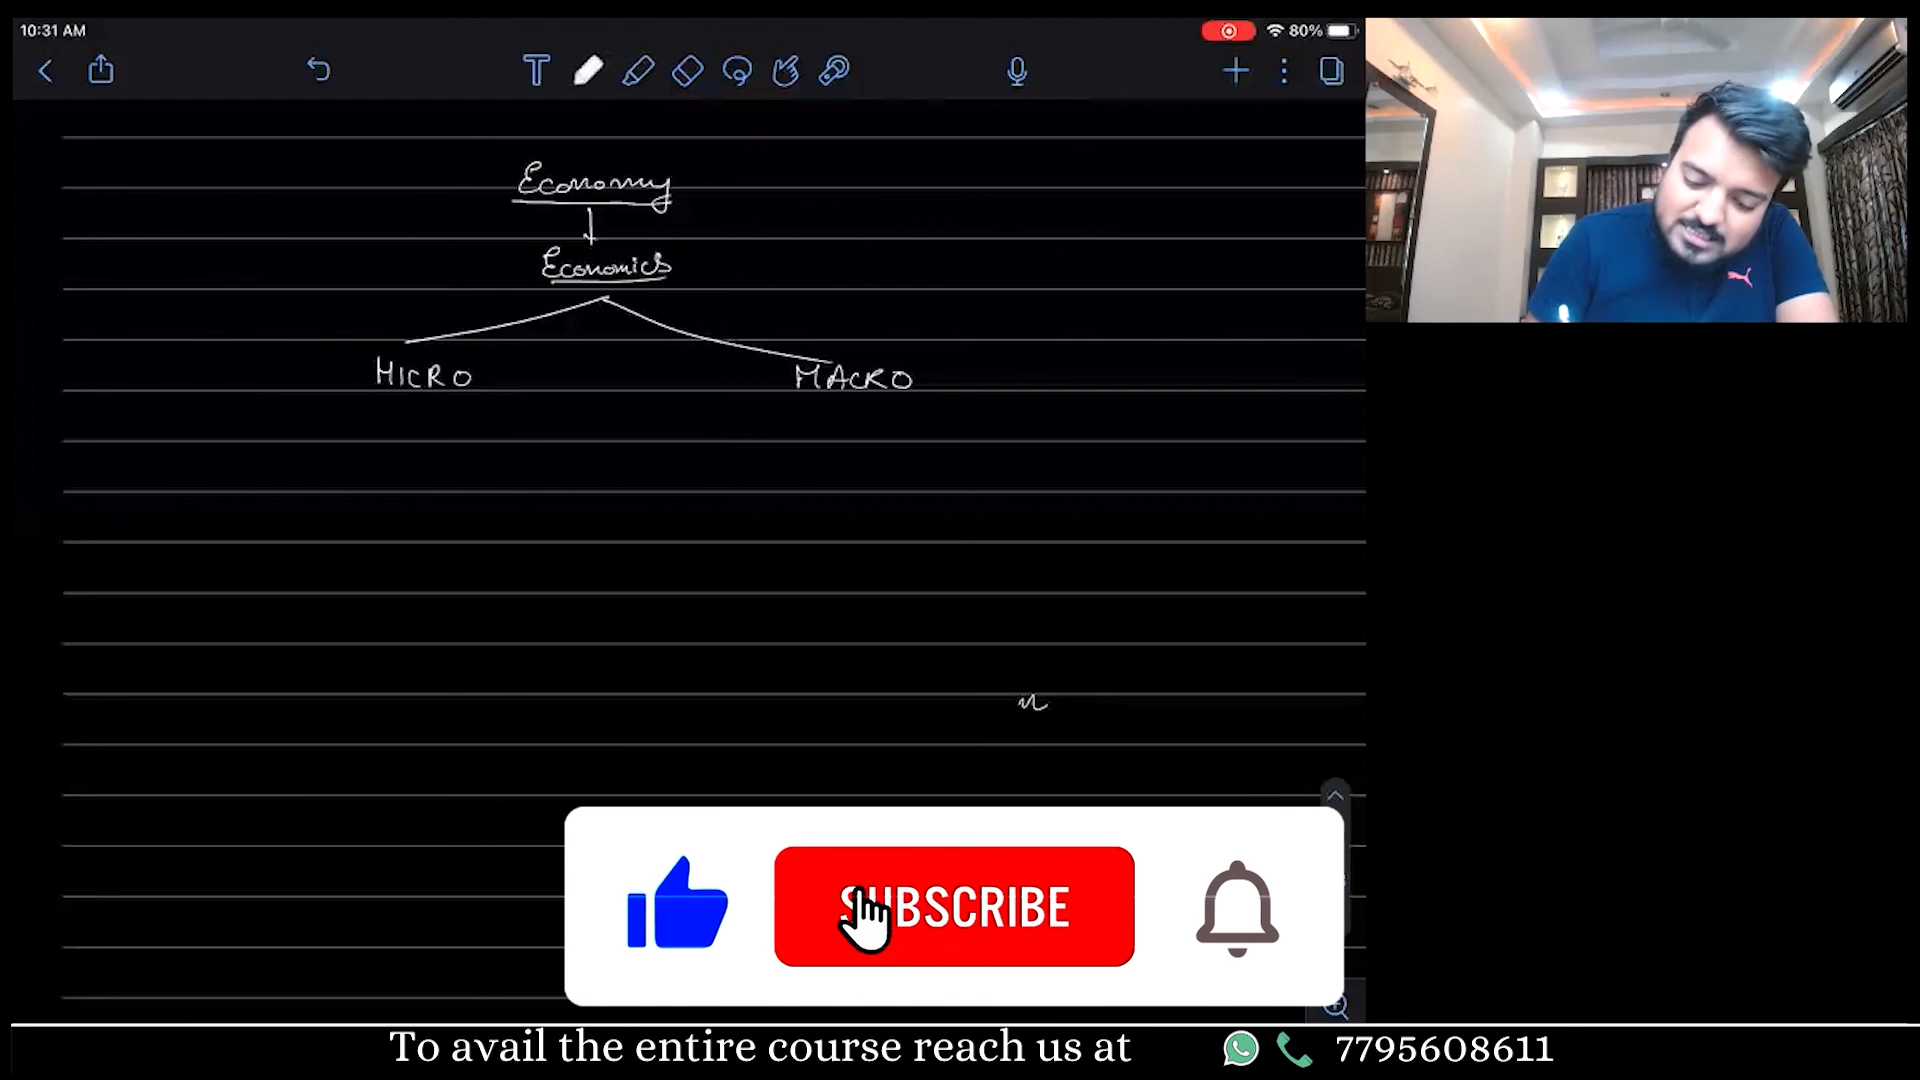 10:31 AM
80%
T
Economy
Economics
MICRO
MACRO
SUBSCRIBE
To avail the entire course reach us at 7795608611